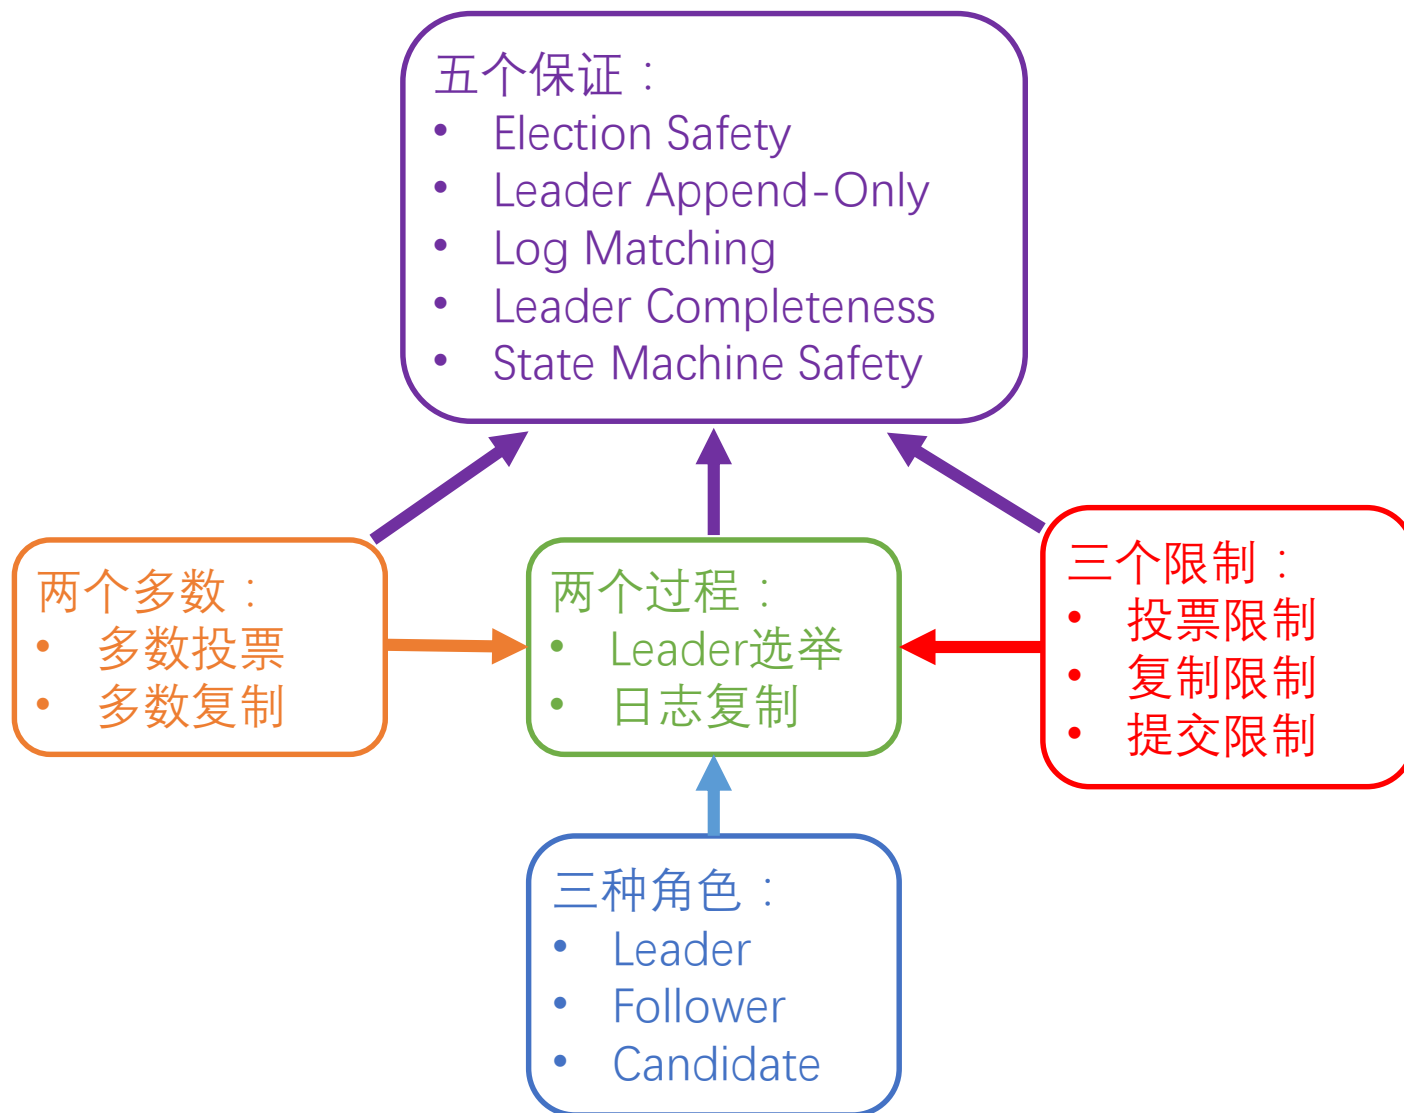 五个保证：
• Election Safety
• Leader Append-Only
• Log Matching
• Leader Completeness
• State Machine Safety
两个多数：
• 多数投票
• 多数复制
两个过程：
• Leader选举
• 日志复制
三个限制：
• 投票限制
• 复制限制
• 提交限制
三种角色：
• Leader
• Follower
• Candidate